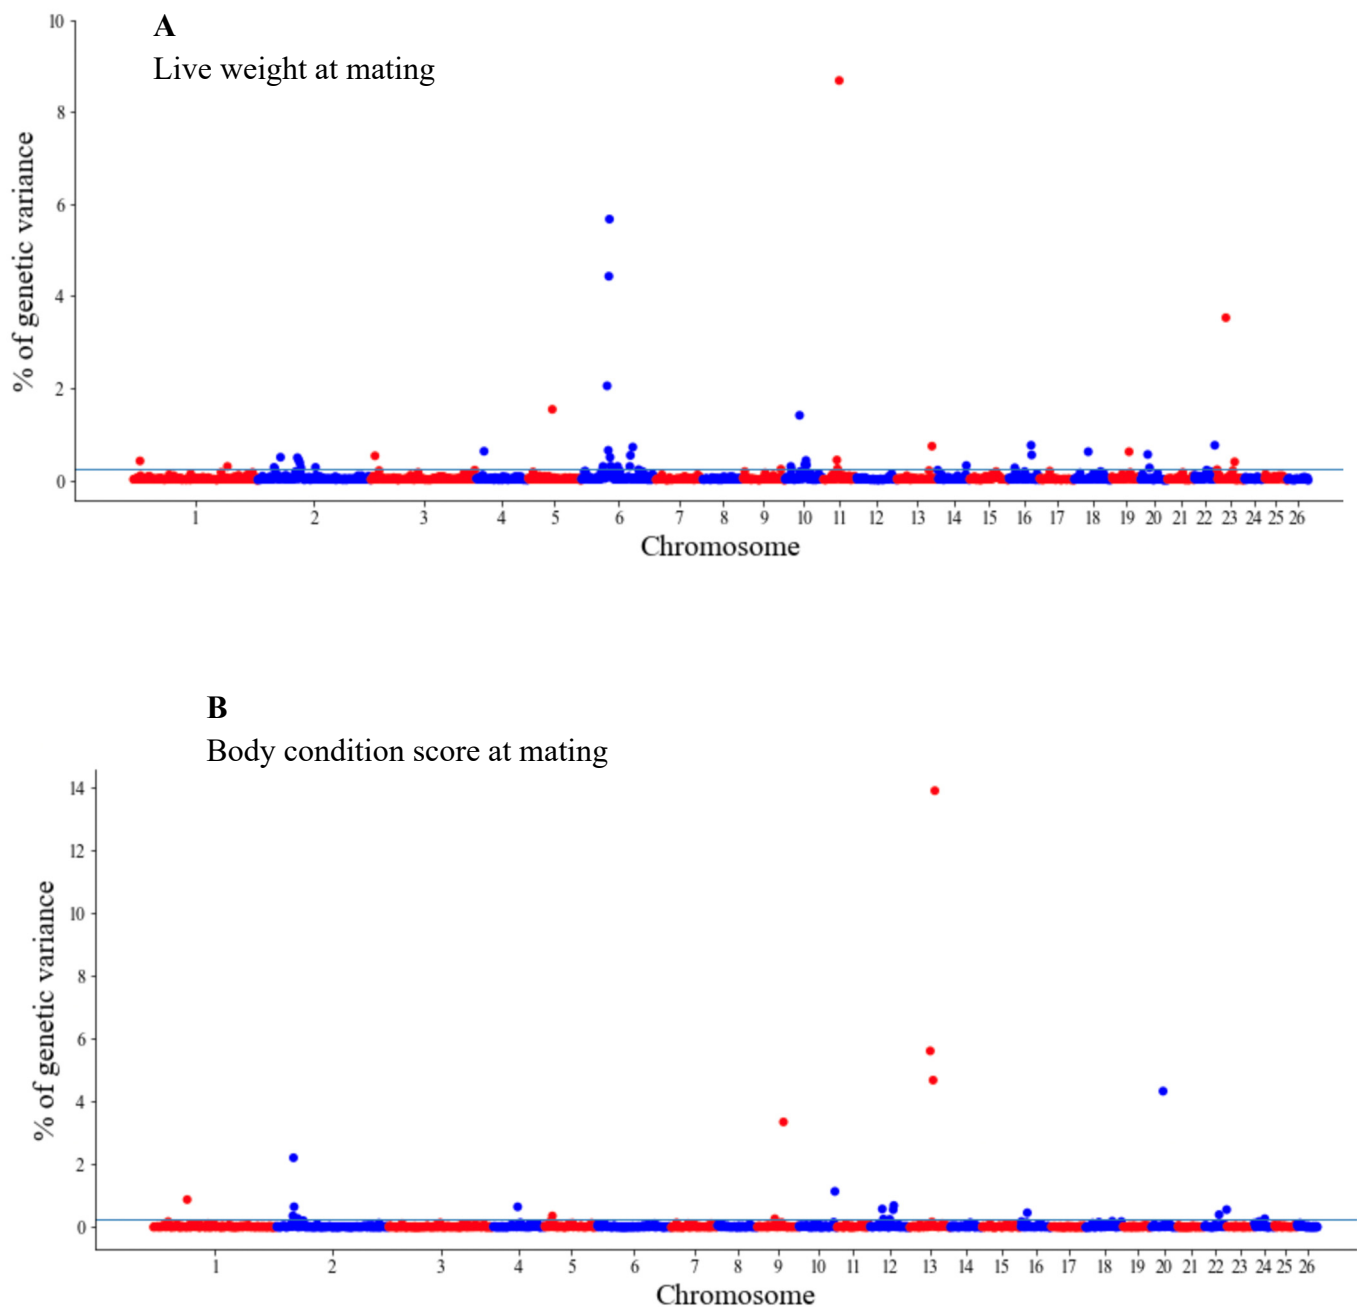 A
Live weight at mating
10
8
6
4
2
0
% of genetic variance
1 2 3 4 5 6 7 8 9 10 11 12 13 14 15 16 17 18 19 20 21 22 23 24 25 26
Chromosome
B
Body condition score at mating
14
12
10
8
6
4
2
0
% of genetic variance
1 2 3 4 5 6 7 8 9 10 11 12 13 14 15 16 17 18 19 20 21 22 23 24 25 26
Chromosome